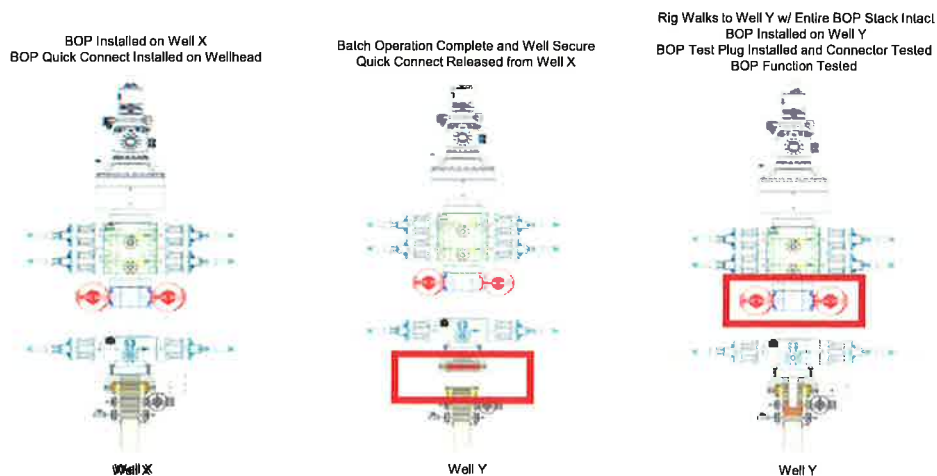 BOP Installed on Well X
BOP Quick Connect Installed on Wellhead
Batch Operation Complete and Well Secure
Quick Connect Released from Well X
Rig Walks to Well Y w/ Entire BOP Stack Intact
BOP Installed on Well Y
BOP Test Plug Installed and Connector Tested
BOP Function Tested
Well X
Well Y
Well Y